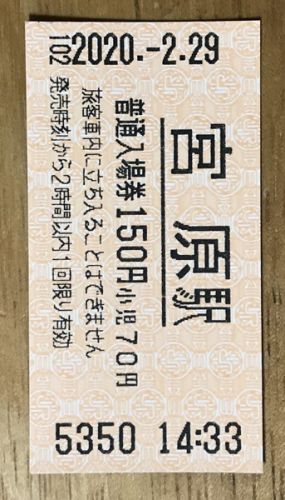 102 2020.-2.29
宮原駅
普通入場券 150円 小児70円
旅客車内に立ち入ることはできません
発売時刻から2時間以内1回限り有効
5350 14:33